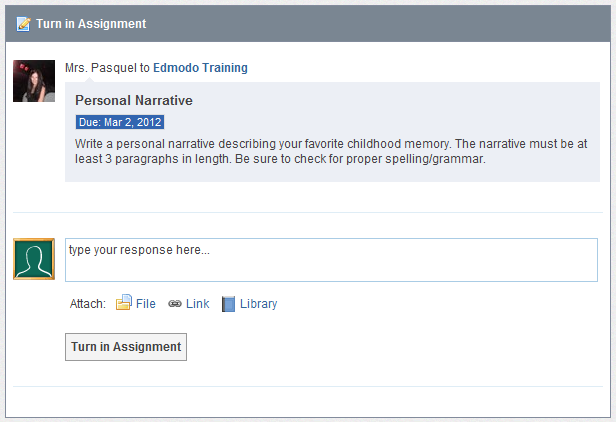 Turn in Assignment
Mrs. Pasquel to Edmodo Training
Personal Narrative
Due: Mar 2, 2012
Write a personal narrative describing your favorite childhood memory. The narrative must be at
least 3 paragraphs in length. Be sure to check for proper spelling/grammar.
type your response here...
Attach: File Link Library
Turn in Assignment